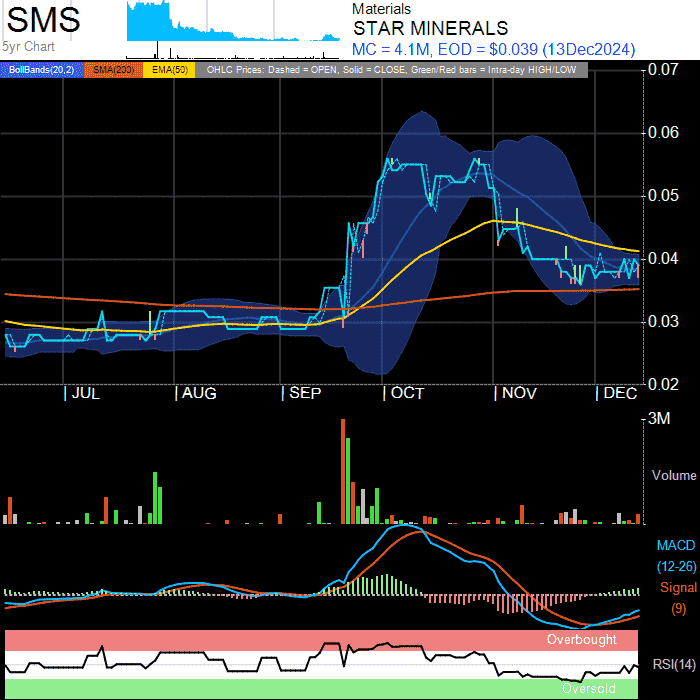 SMS
5yr Chart
Materials
STAR MINERALS
MC = 4.1M, EOD = $0.039 (13Dec2024)
BollBands(20,2) SMA(200) EMA(50) OHLC Prices: Dashed = OPEN, Solid = CLOSE, Green/Red bars = Intra-day HIGH/LOW
0.07
0.06
0.05
0.04
0.03
0.02
JUL AUG SEP OCT NOV DEC
3M
Volume
MACD
(12-26)
Signal
(9)
Overbought
RSI(14)
Oversold